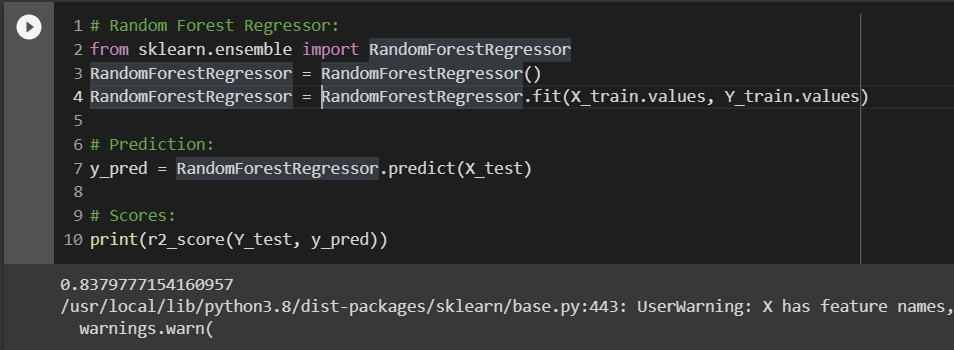 1 # Random Forest Regressor:
2 from sklearn.ensemble import RandomForestRegressor
3 RandomForestRegressor = RandomForestRegressor()
4 RandomForestRegressor = RandomForestRegressor.fit(X_train.values, Y_train.values)
5
6 # Prediction:
7 y_pred = RandomForestRegressor.predict(X_test)
8
9 # Scores:
10 print(r2_score(Y_test, y_pred))
0.8379777154160957
/usr/local/lib/python3.8/dist-packages/sklearn/base.py:443: UserWarning: X has feature names,
warnings.warn(